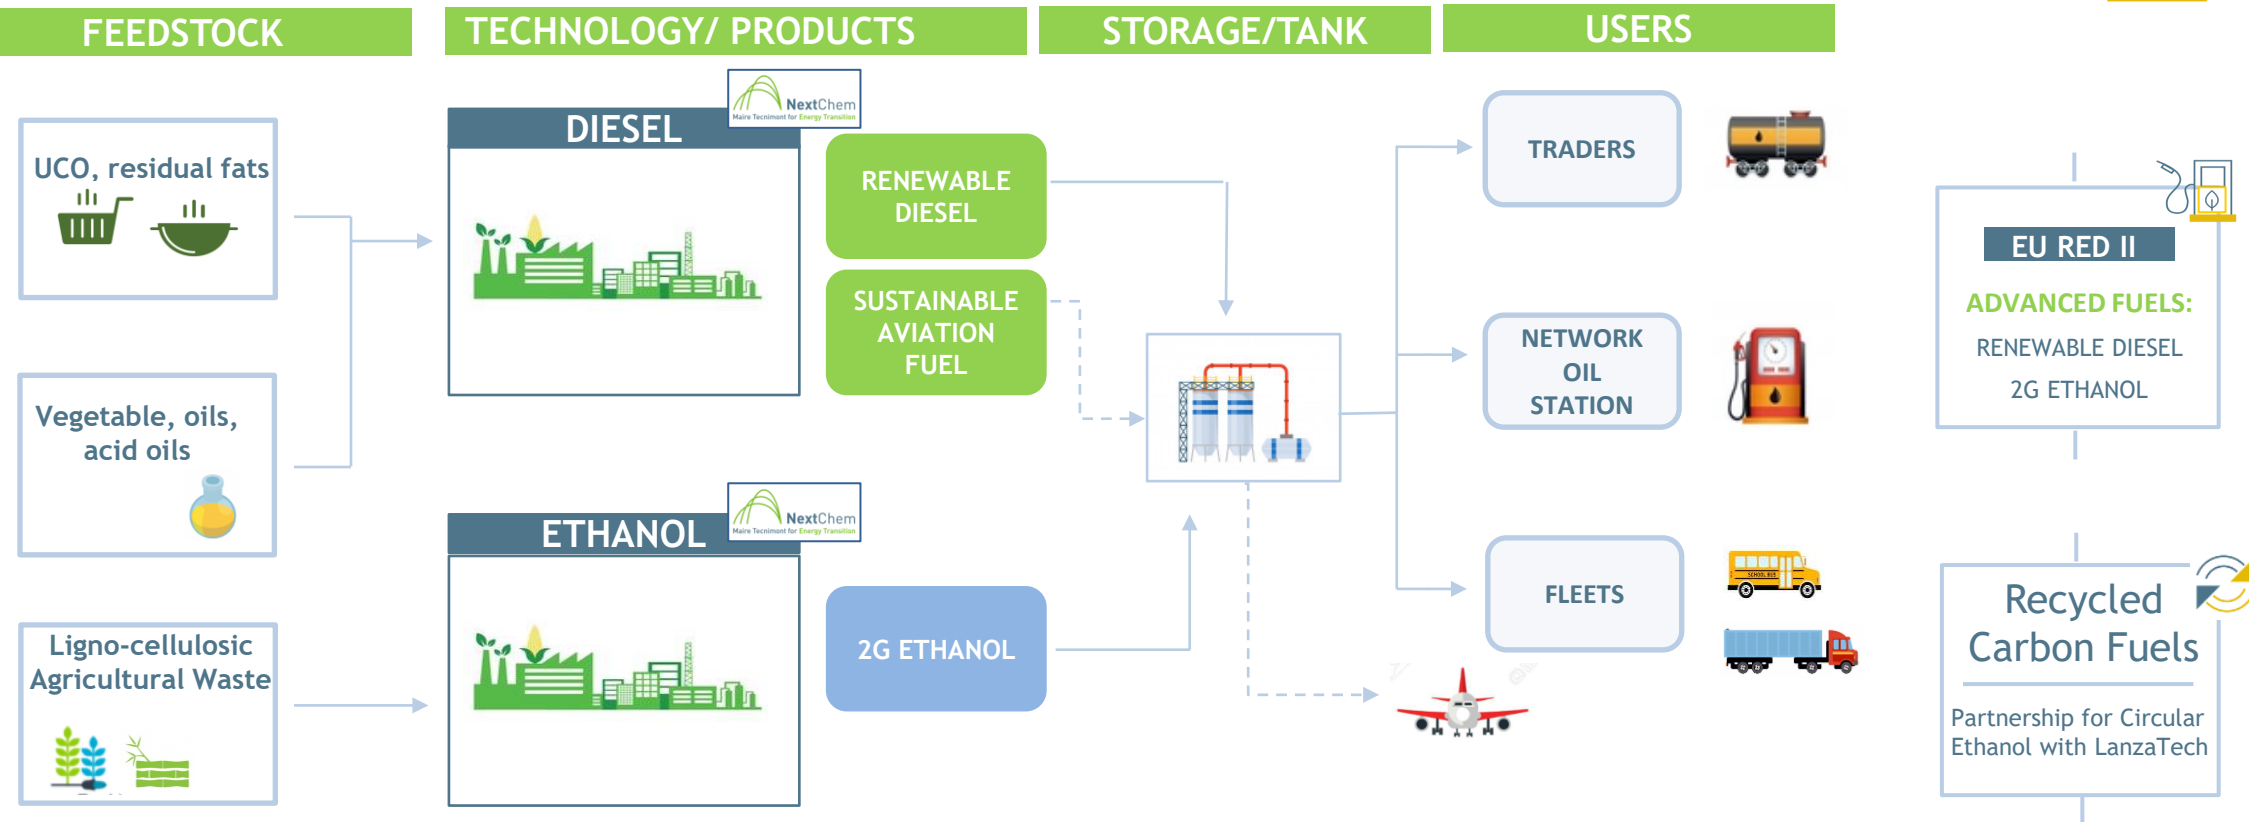 FEEDSTOCK
TECHNOLOGY/ PRODUCTS
STORAGE/TANK
USERS
UCO, residual fats
Vegetable, oils,
acid oils
Ligno-cellulosic
Agricultural Waste
DIESEL
NextChem
Maire Tecnimont for Energy Transition
RENEWABLE
DIESEL
SUSTAINABLE
AVIATION
FUEL
ETHANOL
NextChem
Maire Tecnimont for Energy Transition
2G ETHANOL
TRADERS
NETWORK
OIL
STATION
FLEETS
SCHOOL BUS
EU RED II
ADVANCED FUELS:
RENEWABLE DIESEL
2G ETHANOL
Recycled
Carbon Fuels
Partnership for Circular
Ethanol with LanzaTech